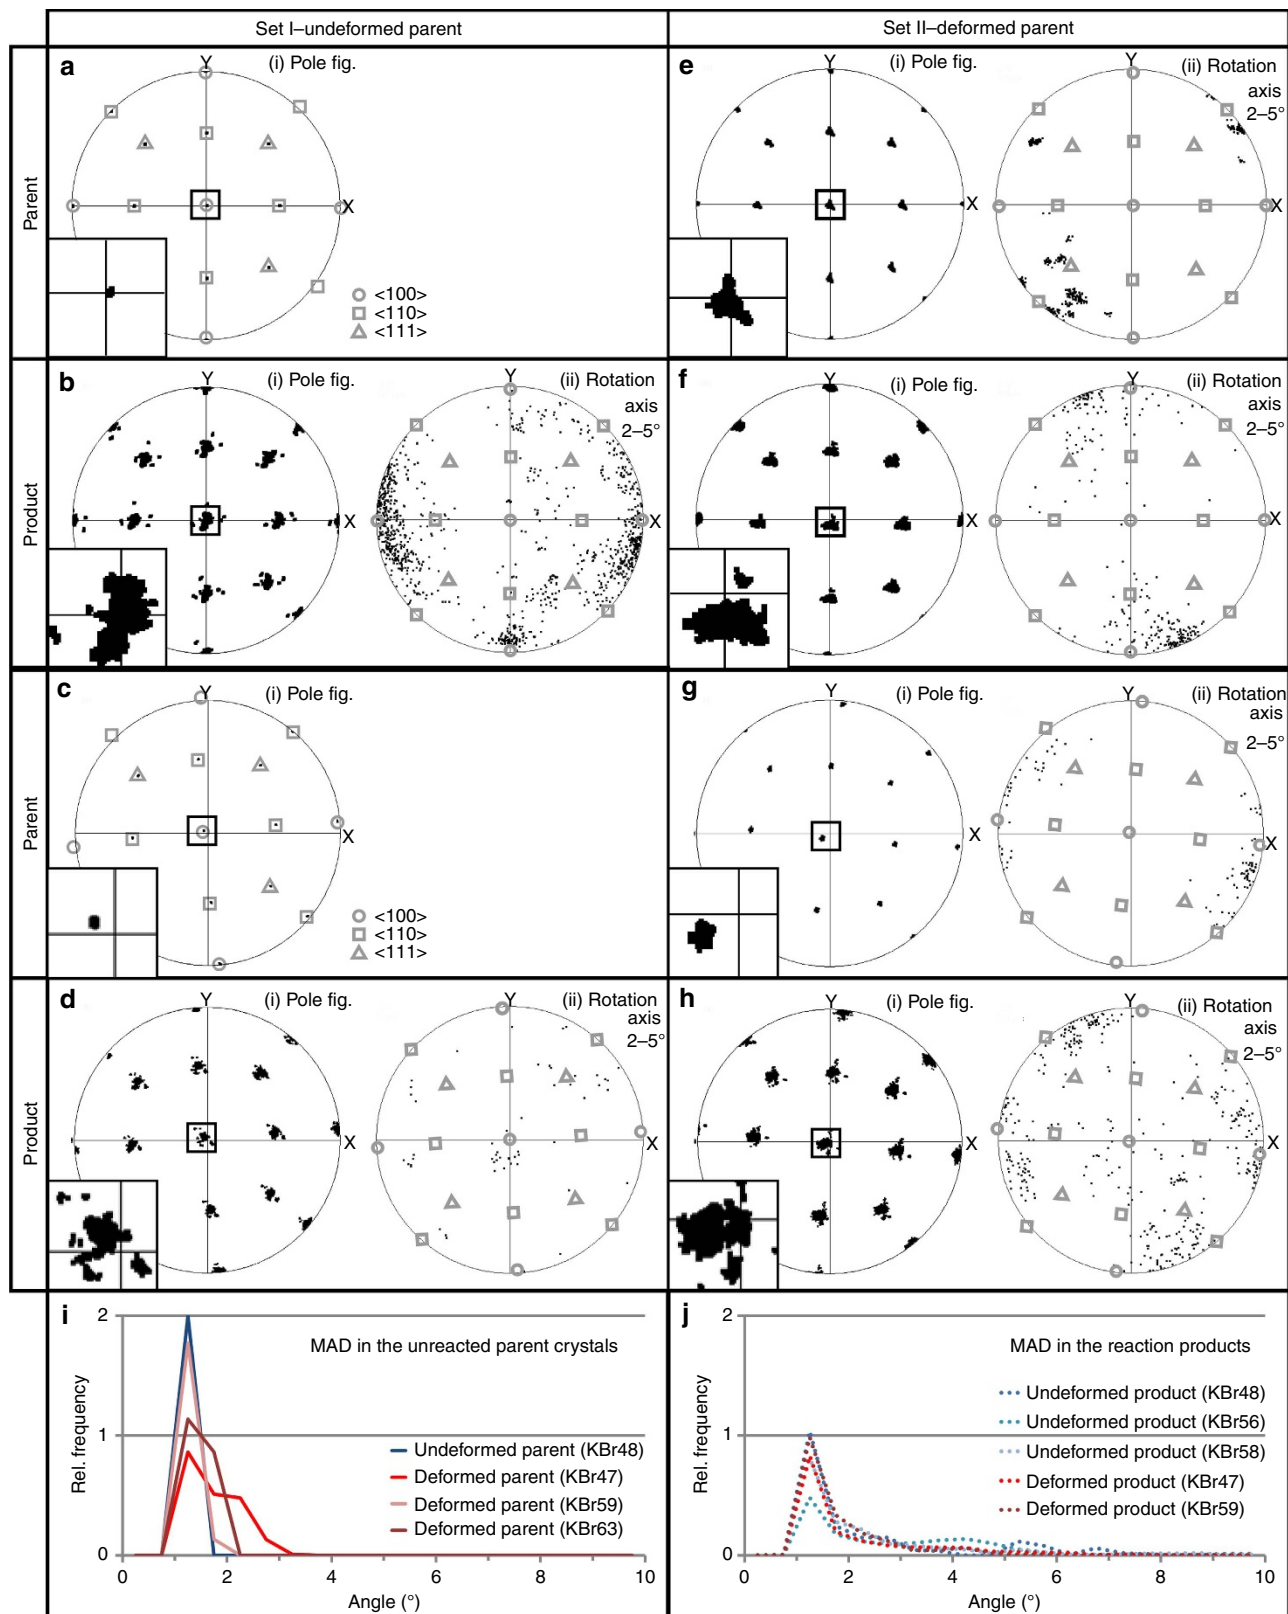 Set I–undeformed parent
Set II–deformed parent
Parent
a
Y
(i) Pole fig.
X
<100>
<110>
<111>
e
Y
(i) Pole fig.
X
Y
(ii) Rotation
axis
2–5°
X
Product
b
Y
(i) Pole fig.
X
Y
(ii) Rotation
axis
2–5°
X
f
Y
(i) Pole fig.
X
Y
(ii) Rotation
axis
2–5°
X
Parent
c
Y
(i) Pole fig.
X
<100>
<110>
<111>
g
Y
(i) Pole fig.
X
Y
(ii) Rotation
axis
2–5°
X
Product
d
Y
(i) Pole fig.
X
Y
(ii) Rotation
axis
2–5°
X
h
Y
(i) Pole fig.
X
Y
(ii) Rotation
axis
2–5°
X
i
MAD in the unreacted parent crystals
Rel. frequency
2
1
0
Undeformed parent (KBr48)
Deformed parent (KBr47)
Deformed parent (KBr59)
Deformed parent (KBr63)
0 2 4 6 8 10
Angle (°)
j
MAD in the reaction products
Rel. frequency
2
1
0
Undeformed product (KBr48)
Undeformed product (KBr56)
Undeformed product (KBr58)
Deformed product (KBr47)
Deformed product (KBr59)
0 2 4 6 8 10
Angle (°)